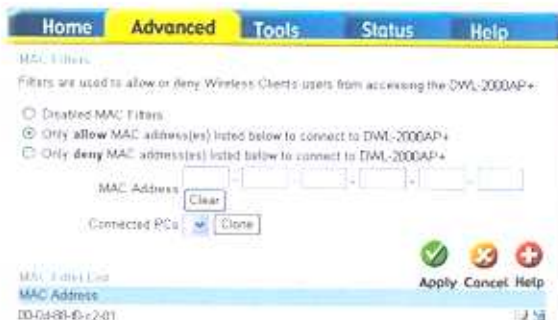 Home Advanced Tools Status Help
MAC Filters
Filters are used to allow or deny Wireless Clients users from accessing the DWL-2000AP+
Disabled MAC Filters
Only allow MAC address(es) listed below to connect to DWL-2000AP+
Only deny MAC address(es) listed below to connect to DWL-2000AP+
MAC Address - - - - -
Clear
Connected PCs Clone
Apply Cancel Help
MAC Filter List
MAC Address